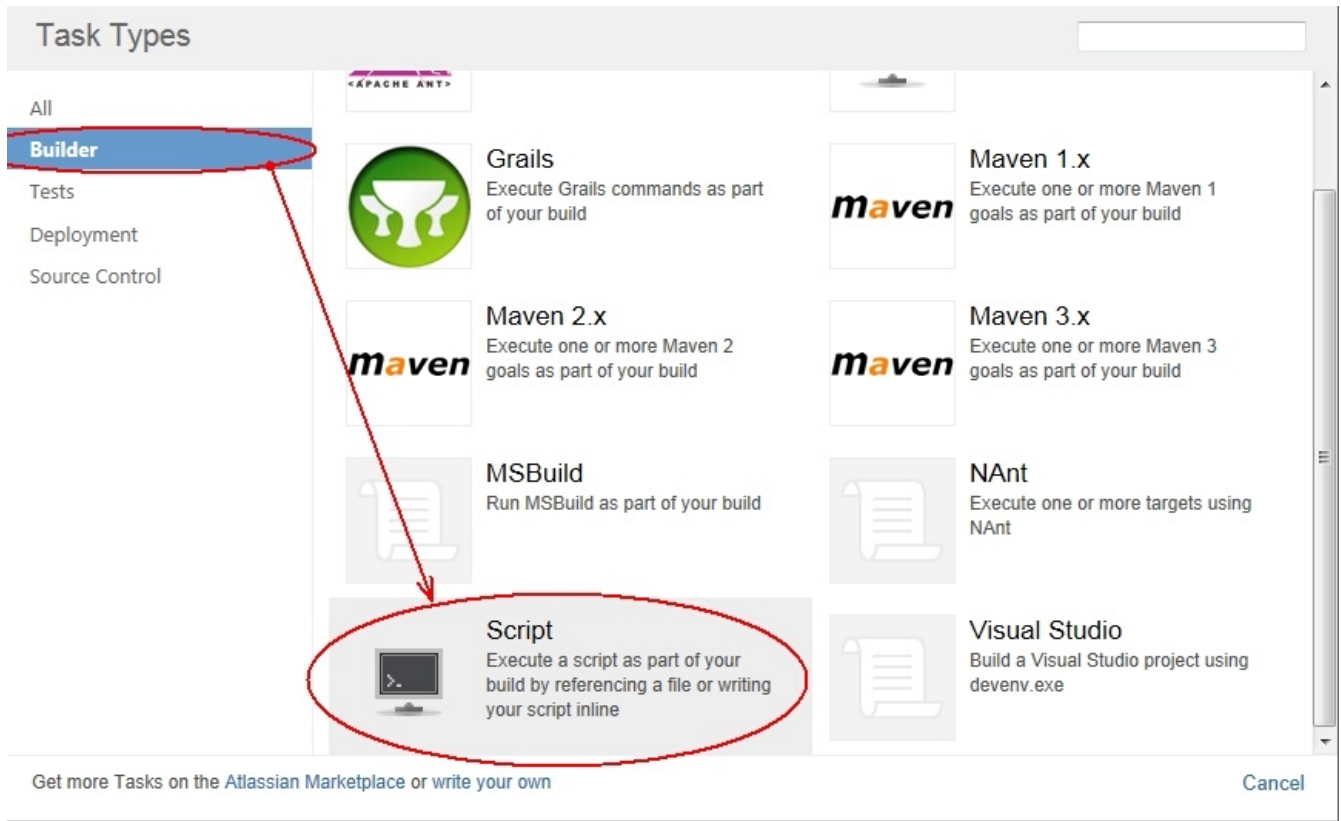 Task Types
All
Builder
Tests
Deployment
Source Control
<APACHE ANT>
Grails
Execute Grails commands as part
of your build
maven
Maven 1.x
Execute one or more Maven 1
goals as part of your build
maven
Maven 2.x
Execute one or more Maven 2
goals as part of your build
maven
Maven 3.x
Execute one or more Maven 3
goals as part of your build
MSBuild
Run MSBuild as part of your build
NAnt
Execute one or more targets using
NAnt
>_
Script
Execute a script as part of your
build by referencing a file or writing
your script inline
Visual Studio
Build a Visual Studio project using
devenv.exe
Get more Tasks on the Atlassian Marketplace or write your own
Cancel